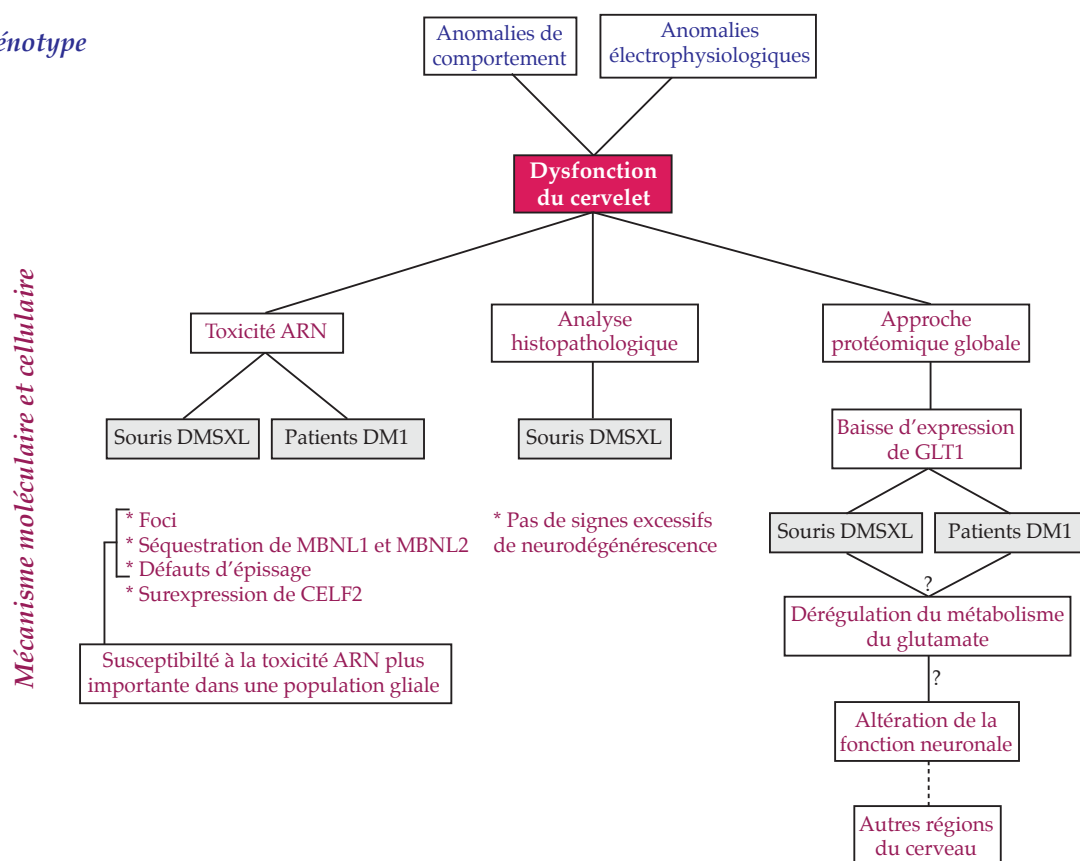 énotype
Anomalies de
comportement
Anomalies
électrophysiologiques
Dysfonction
du cervelet
Mécanisme moléculaire et cellulaire
Toxicité ARN
Analyse
histopathologique
Approche
protéomique globale
Souris DMSXL
Patients DM1
Souris DMSXL
Baisse d'expression
de GLT1
* Foci
* Séquestration de MBNL1 et MBNL2
* Défauts d'épissage
* Surexpression de CELF2
* Pas de signes excessifs
de neurodégénérescence
Souris DMSXL
Patients DM1
?
Dérégulation du métabolisme
du glutamate
Susceptibilté à la toxicité ARN plus
importante dans une population gliale
?
Altération de la
fonction neuronale
Autres régions
du cerveau